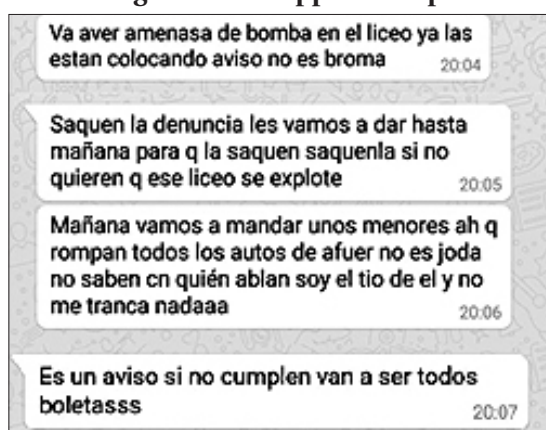 Va aver amenasa de bomba en el liceo ya las
estan colocando aviso no es broma
20:04
Saquen la denuncia les vamos a dar hasta
mañana para q la saquen saquenla si no
quieren q ese liceo se explote
20:05
Mañana vamos a mandar unos menores ah q
rompan todos los autos de afuer no es joda
no saben cn quién ablan soy el tio de el y no
me tranca nadaaa
20:06
Es un aviso si no cumplen van a ser todos
boletasss
20:07